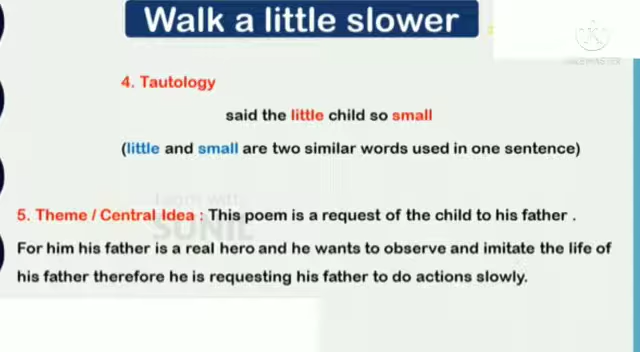 Walk a little slower
4. Tautology
said the little child so small
(little and small are two similar words used in one sentence)
5. Theme / Central Idea : This poem is a request of the child to his father .
SUNIL
For him his father is a real hero and he wants to observe and imitate the life of
his father therefore he is requesting his father to do actions slowly.